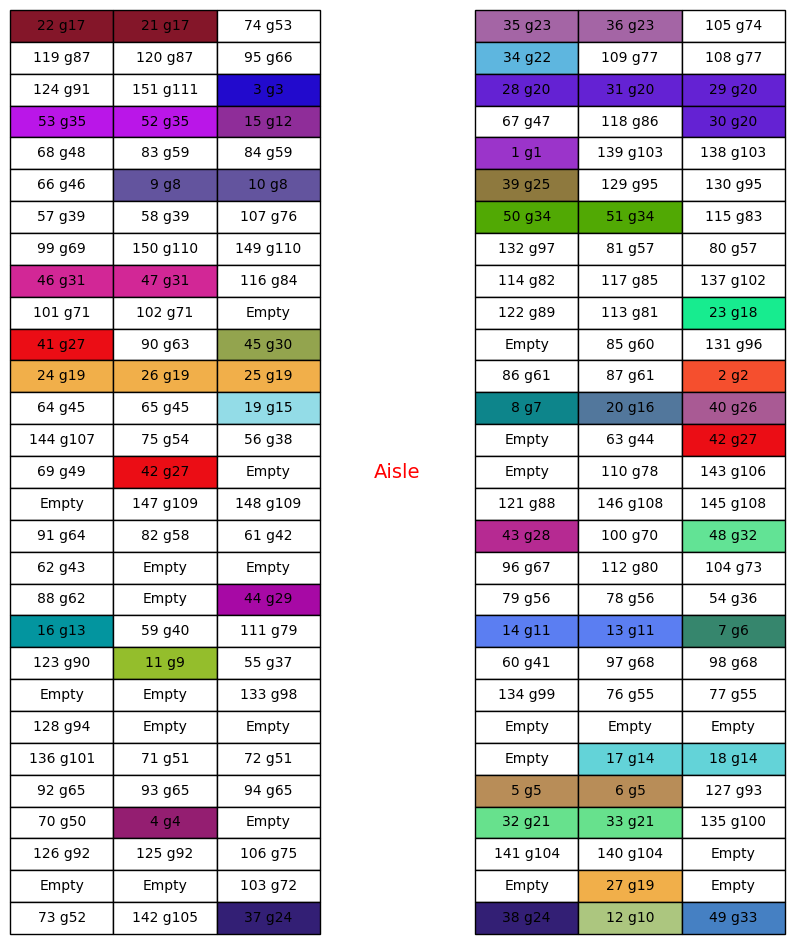 22 g17 21 g17 74 g53 35 g23 36 g23 105 g74
119 g87 120 g87 95 g66 34 g22 109 g77 108 g77
124 g91 151 g111 3 g3 28 g20 31 g20 29 g20
53 g35 52 g35 15 g12 67 g47 118 g86 30 g20
68 g48 83 g59 84 g59 1 g1 139 g103 138 g103
66 g46 9 g8 10 g8 39 g25 129 g95 130 g95
57 g39 58 g39 107 g76 50 g34 51 g34 115 g83
99 g69 150 g110 149 g110 132 g97 81 g57 80 g57
46 g31 47 g31 116 g84 114 g82 117 g85 137 g102
101 g71 102 g71 Empty 122 g89 113 g81 23 g18
41 g27 90 g63 45 g30 Empty 85 g60 131 g96
24 g19 26 g19 25 g19 86 g61 87 g61 2 g2
64 g45 65 g45 19 g15 8 g7 20 g16 40 g26
144 g107 75 g54 56 g38 Empty 63 g44 42 g27
69 g49 42 g27 Empty Aisle Empty 110 g78 143 g106
Empty 147 g109 148 g109 121 g88 146 g108 145 g108
91 g64 82 g58 61 g42 43 g28 100 g70 48 g32
62 g43 Empty Empty 96 g67 112 g80 104 g73
88 g62 Empty 44 g29 79 g56 78 g56 54 g36
16 g13 59 g40 111 g79 14 g11 13 g11 7 g6
123 g90 11 g9 55 g37 60 g41 97 g68 98 g68
Empty Empty 133 g98 134 g99 76 g55 77 g55
128 g94 Empty Empty Empty Empty Empty
136 g101 71 g51 72 g51 Empty 17 g14 18 g14
92 g65 93 g65 94 g65 5 g5 6 g5 127 g93
70 g50 4 g4 Empty 32 g21 33 g21 135 g100
126 g92 125 g92 106 g75 141 g104 140 g104 Empty
Empty Empty 103 g72 Empty 27 g19 Empty
73 g52 142 g105 37 g24 38 g24 12 g10 49 g33